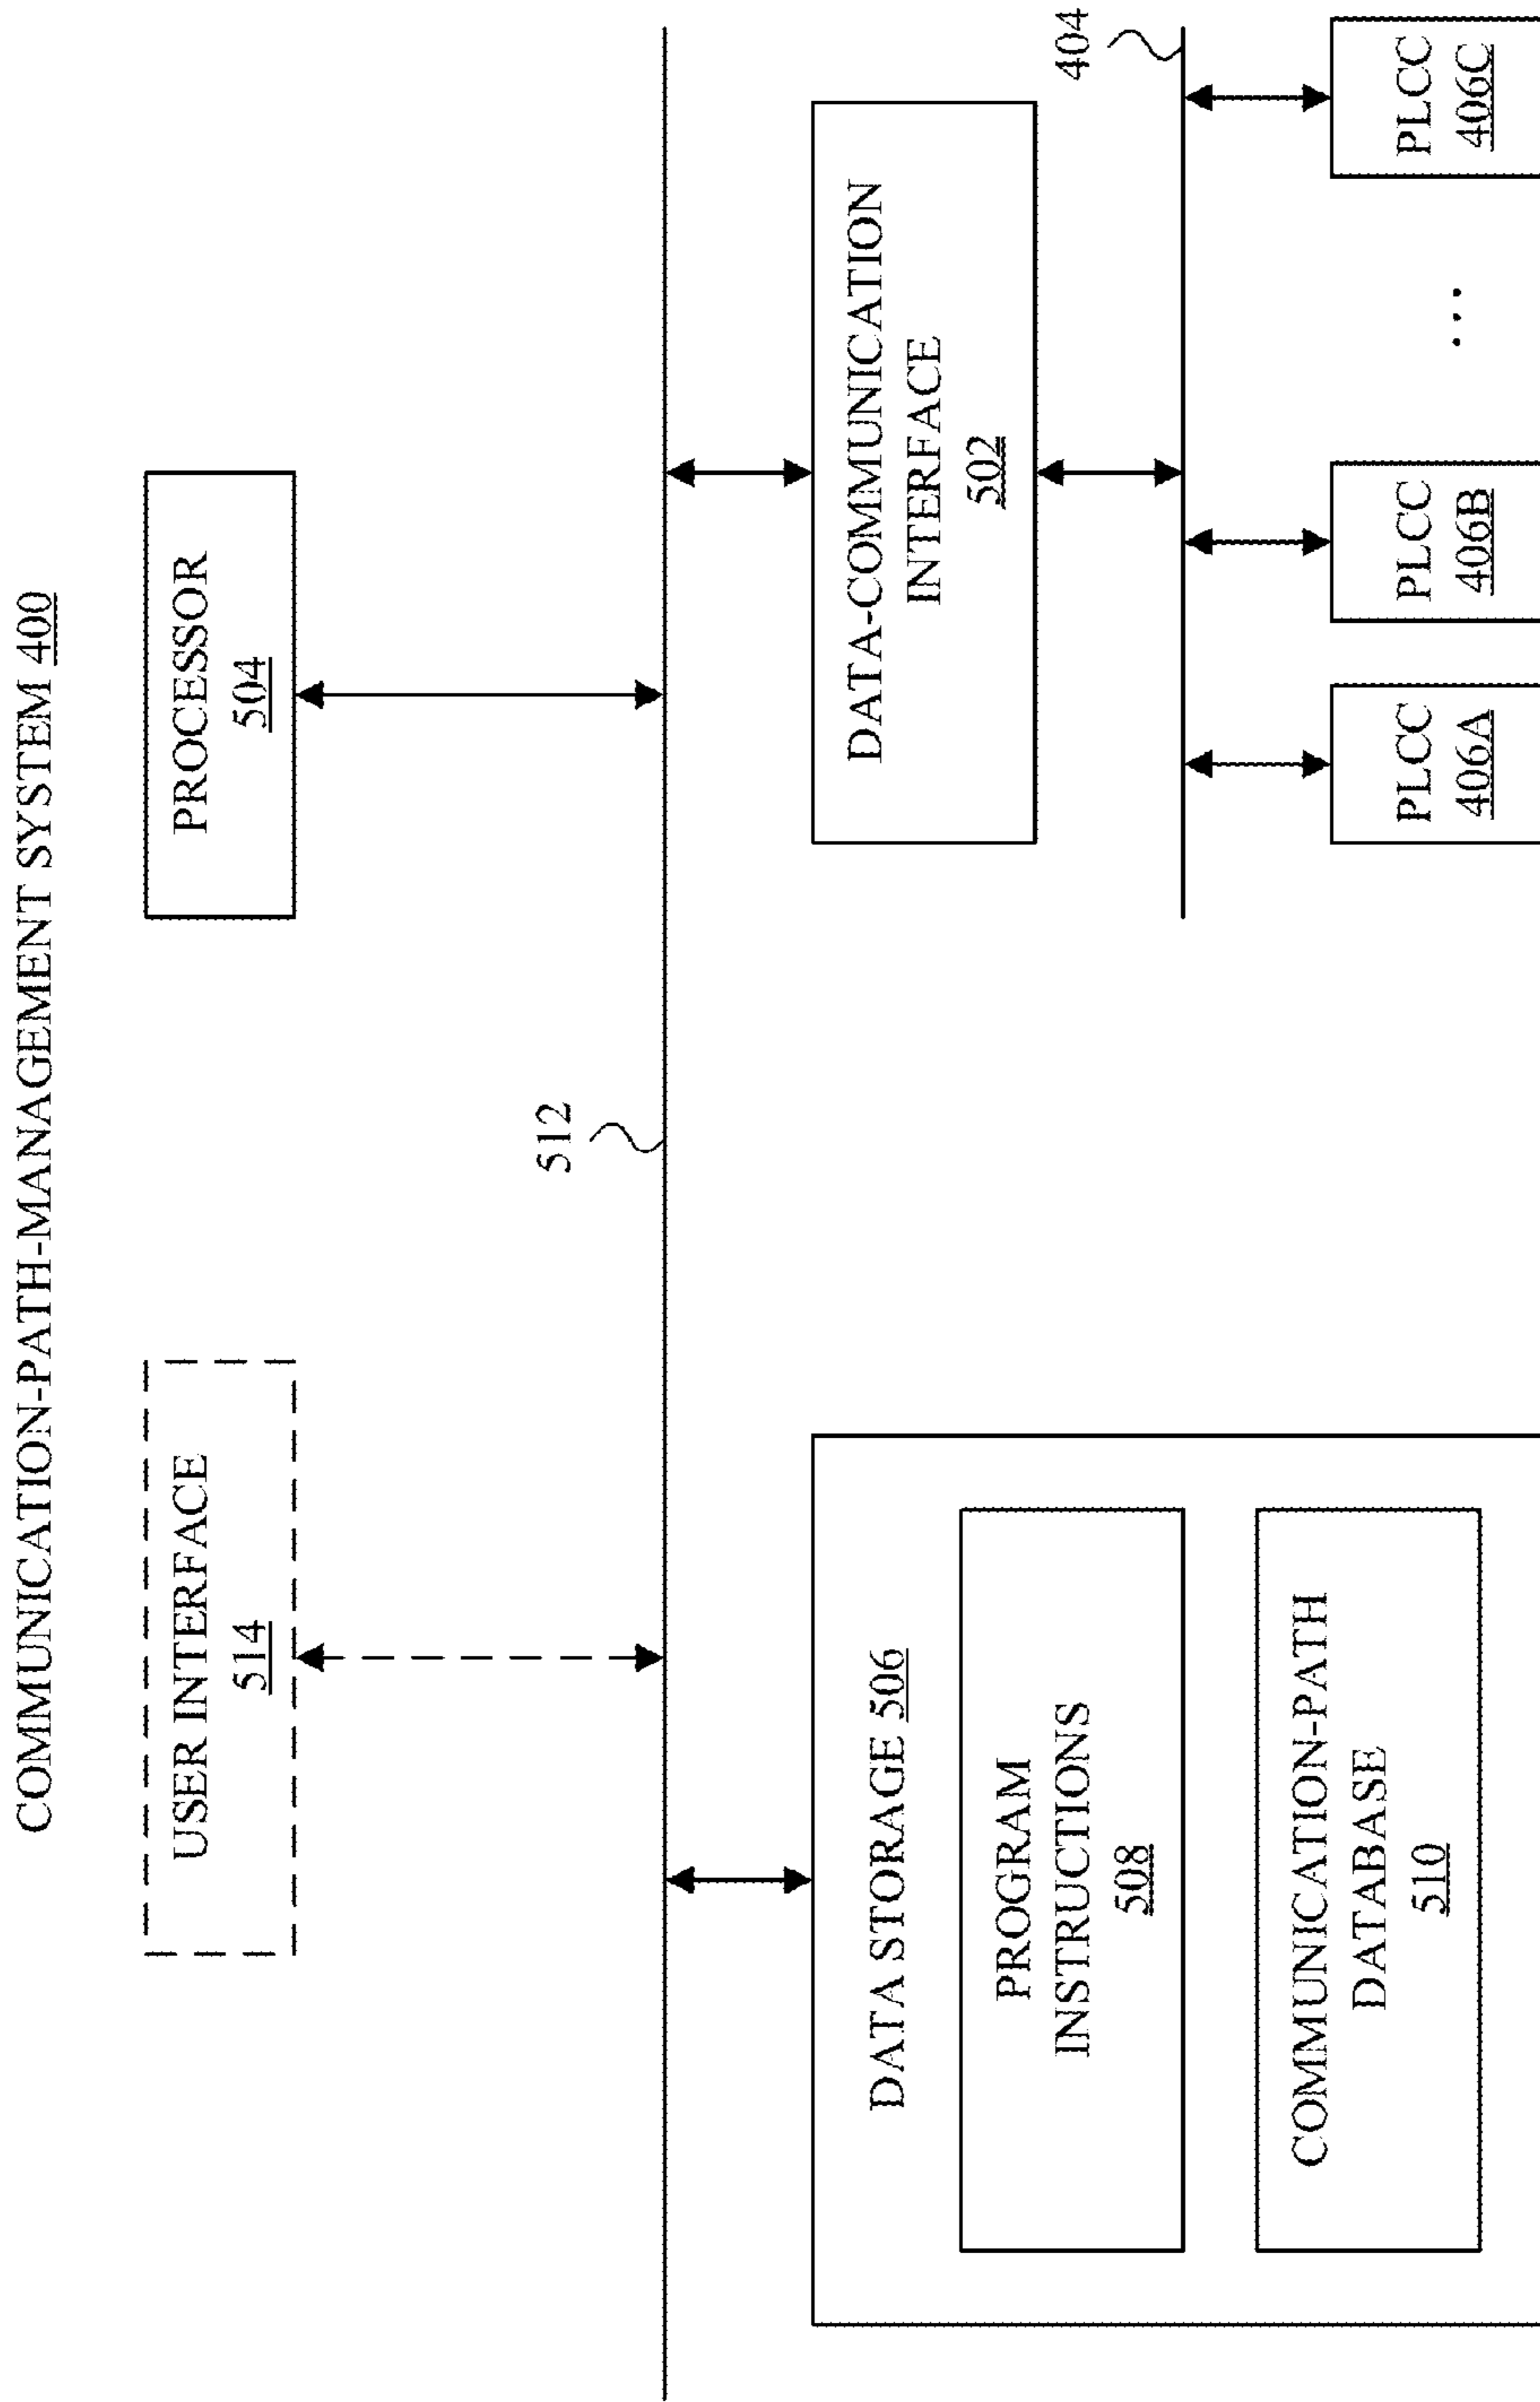 COMMUNICATION-PATH-MANAGEMENT SYSTEM 400
USER INTERFACE
514
PROCESSOR
504
512
DATA STORAGE 506
PROGRAM
INSTRUCTIONS
508
COMMUNICATION-PATH
DATABASE
510
DATA-COMMUNICATION
INTERFACE
502
404
PLCC
406A
PLCC
406B
...
PLCC
406C